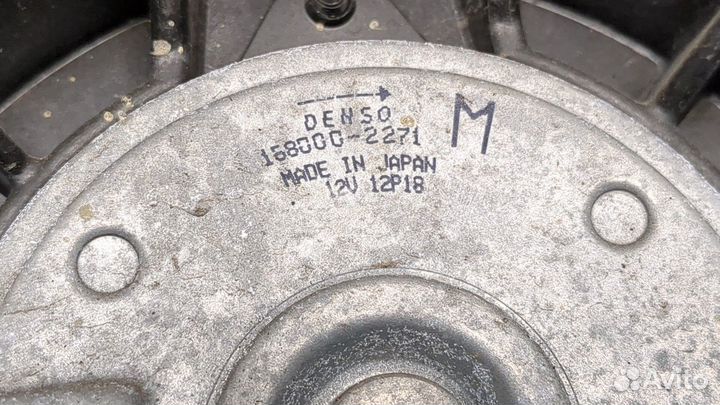 DENSO
168000-2271
M
MADE IN JAPAN
12V 12P18
Avito